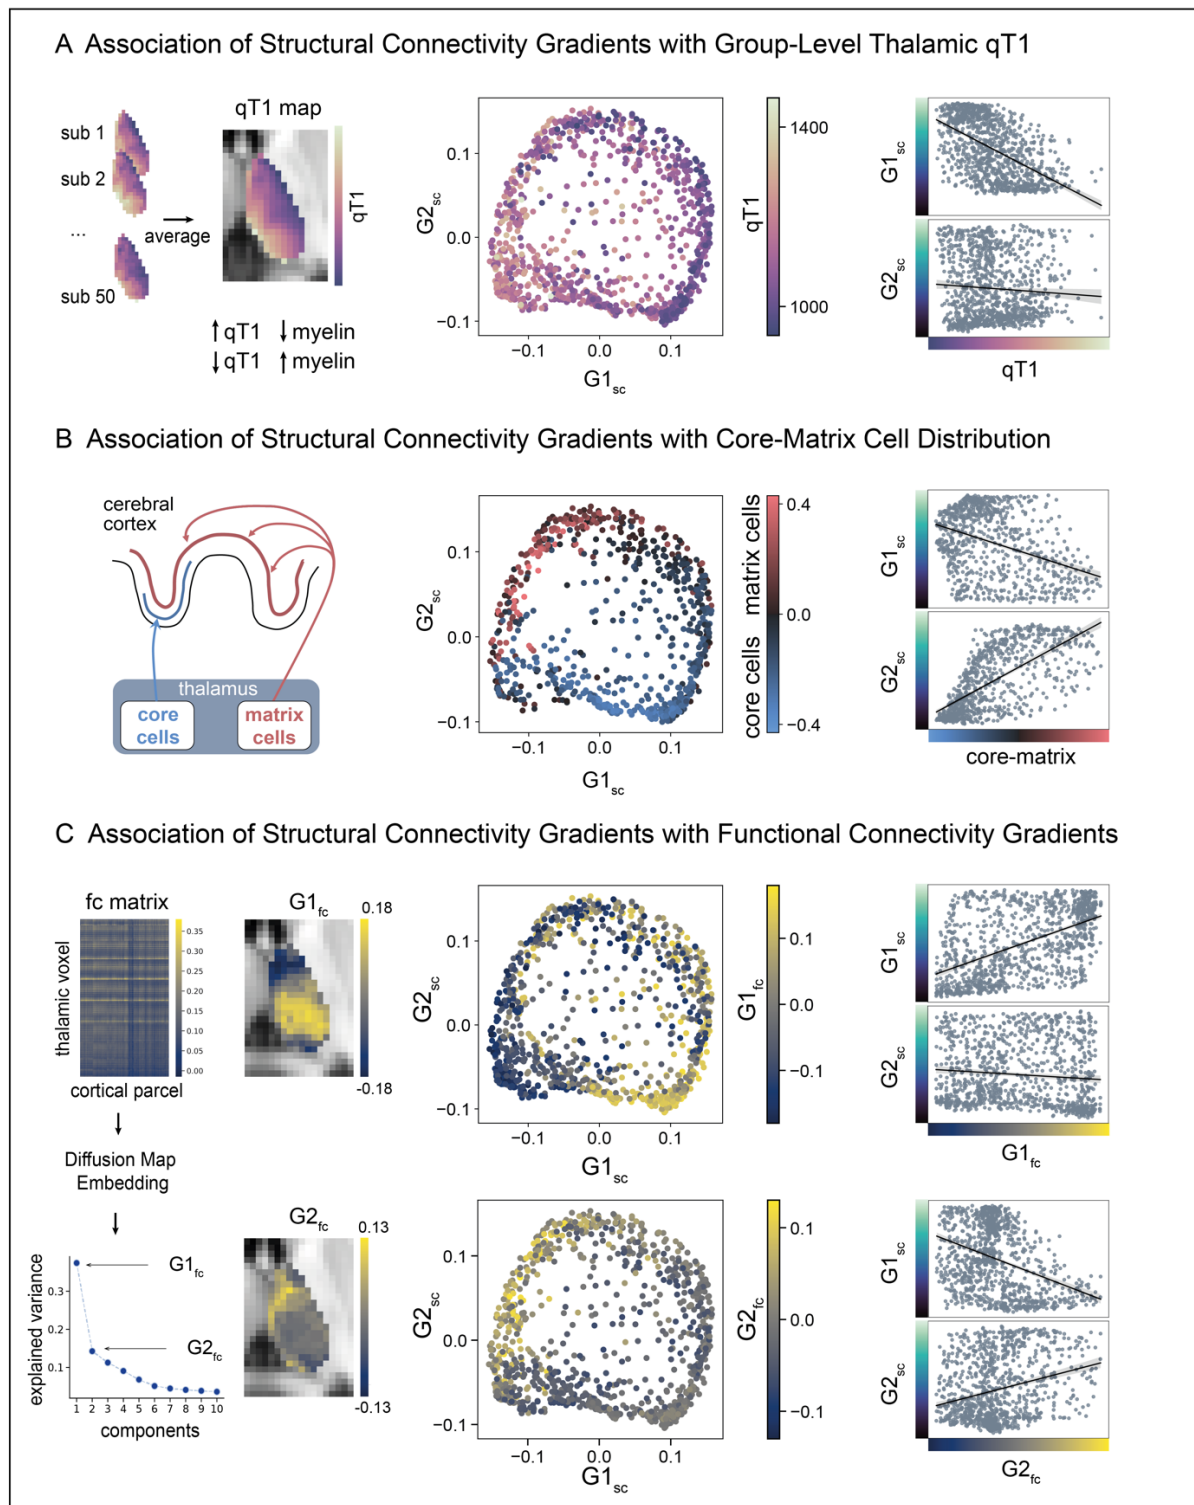 A Association of Structural Connectivity Gradients with Group-Level Thalamic qT1
sub 1
sub 2
...
sub 50
average
qT1 map
qT1
↑ qT1 ↓ myelin
↓ qT1 ↑ myelin
G2sc
0.1
0.0
−0.1
−0.1
0.0
0.1
G1sc
qT1
1400
1000
G1sc
G2sc
qT1
B Association of Structural Connectivity Gradients with Core-Matrix Cell Distribution
cerebral
cortex
thalamus
core
cells
matrix
cells
G2sc
0.1
0.0
−0.1
−0.1
0.0
0.1
G1sc
core cells matrix cells
0.4
0.0
−0.4
G1sc
G2sc
core-matrix
C Association of Structural Connectivity Gradients with Functional Connectivity Gradients
fc matrix
thalamic voxel
cortical parcel
0.35
0.30
0.25
0.20
0.15
0.10
0.05
0.00
Diffusion Map
Embedding
explained variance
0.3
0.2
0.1
G1fc
G2fc
1 2 3 4 5 6 7 8 9 10
components
G1fc
0.18
-0.18
G2sc
0.1
0.0
−0.1
−0.1
0.0
0.1
G1sc
G1fc
0.1
0.0
−0.1
G1sc
G2sc
G1fc
G2fc
0.13
-0.13
G2sc
0.1
0.0
−0.1
−0.1
0.0
0.1
G1sc
G2fc
0.1
0.0
−0.1
G1sc
G2sc
G2fc